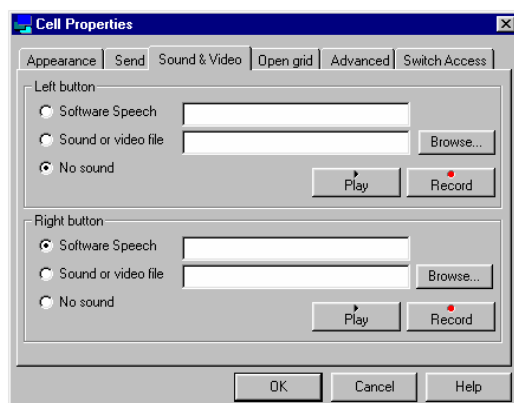 Cell Properties
Appearance Send Sound & Video Open grid Advanced Switch Access
Left button
Software Speech
Sound or video file Browse...
No sound
Play Record
Right button
Software Speech
Sound or video file Browse...
No sound
Play Record
OK Cancel Help